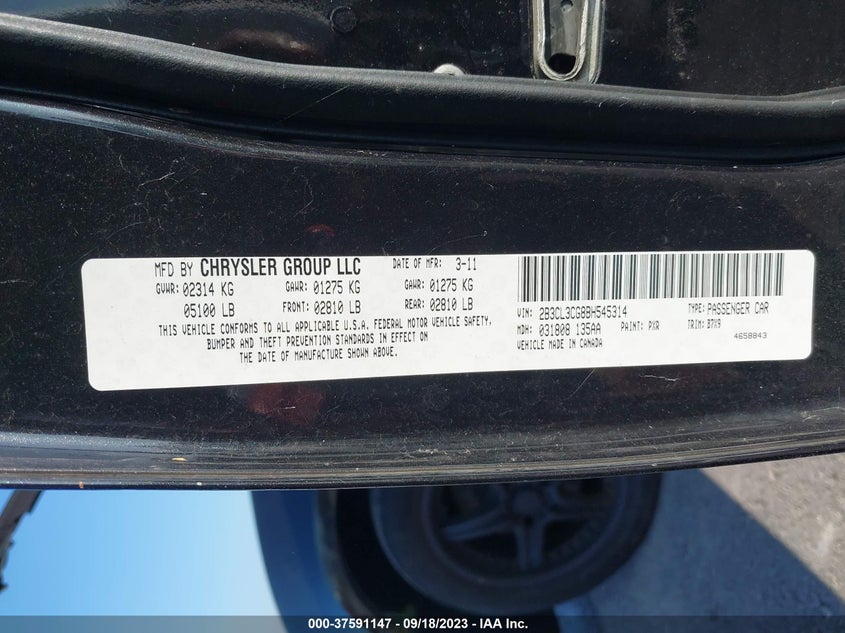 MFD BY CHRYSLER GROUP LLC DATE OF MFR: 3-11
GVWR: 02314 KG GAWR: 01275 KG GAWR: 01275 KG
05100 LB FRONT: 02810 LB REAR: 02810 LB
THIS VEHICLE CONFORMS TO ALL APPLICABLE U.S.A. FEDERAL MOTOR VEHICLE SAFETY,
BUMPER AND THEFT PREVENTION STANDARDS IN EFFECT ON
THE DATE OF MANUFACTURE SHOWN ABOVE.
VIN: 2B3CL3CG8BH545314 TYPE: PASSENGER CAR
MDH: 031808 135AA PAINT: PXR TRIM: B7X9
VEHICLE MADE IN CANADA 4658843
000-37591147 - 09/18/2023 - IAA Inc.